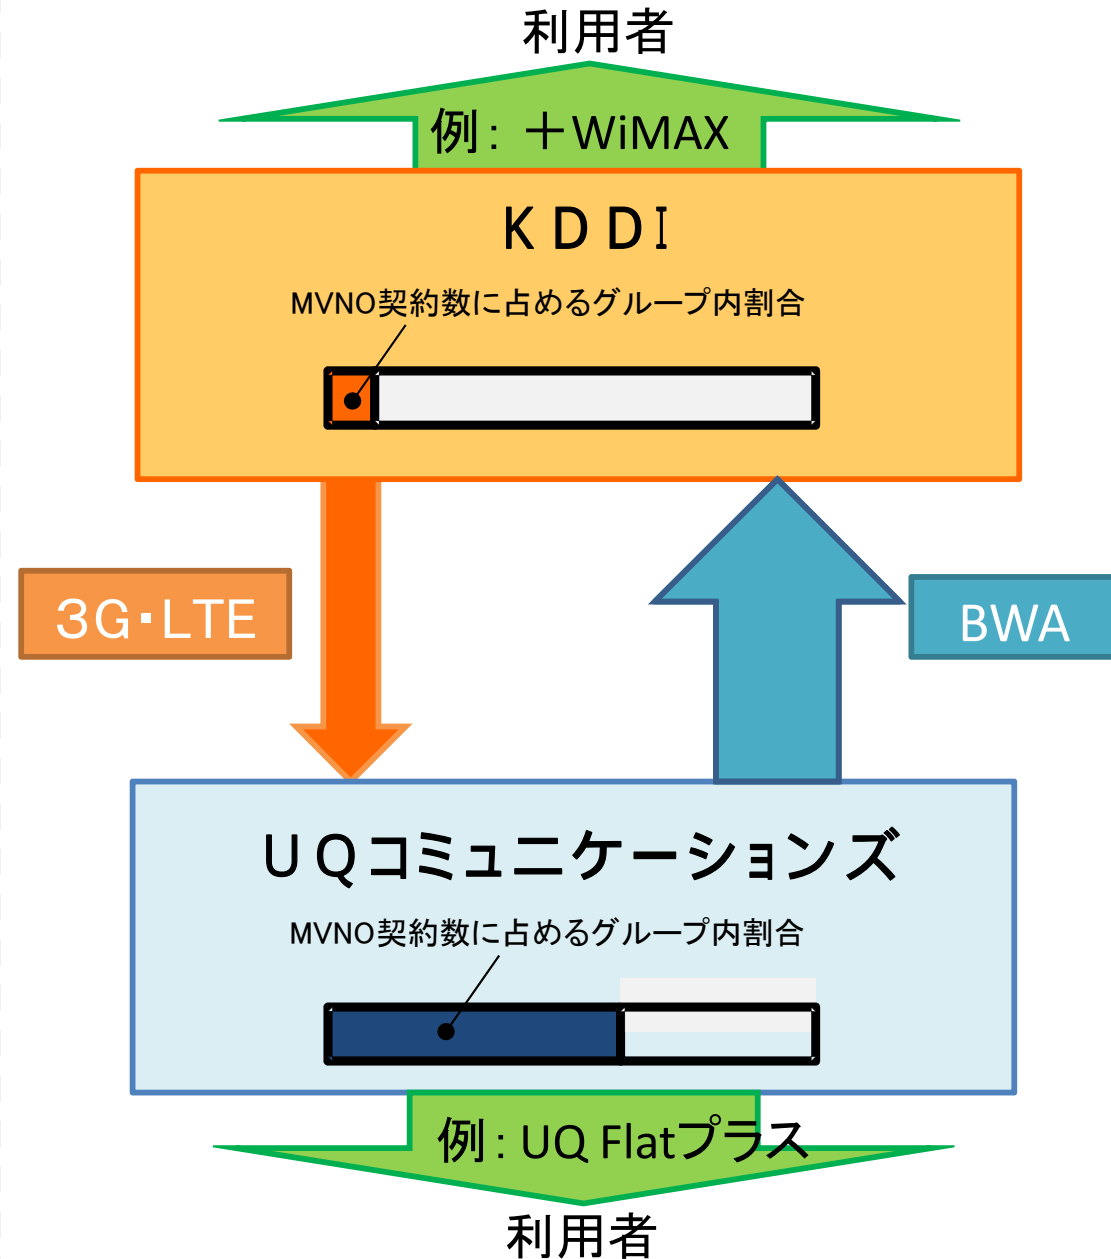 利用者
例：＋WiMAX
ＫＤＤＩ
MVNO契約数に占めるグループ内割合
３G・LTE
BWA
ＵＱコミュニケーションズ
MVNO契約数に占めるグループ内割合
例：UQ Flatプラス
利用者